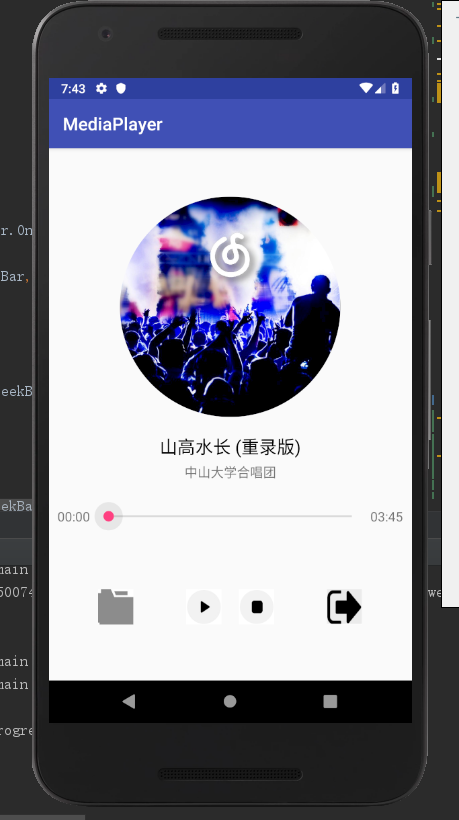 7:43
MediaPlayer
r.On
Bar,
eekB
山高水长 (重录版)
中山大学合唱团
eekBa
00:00
03:45
main
50074
we
main
main
rogre